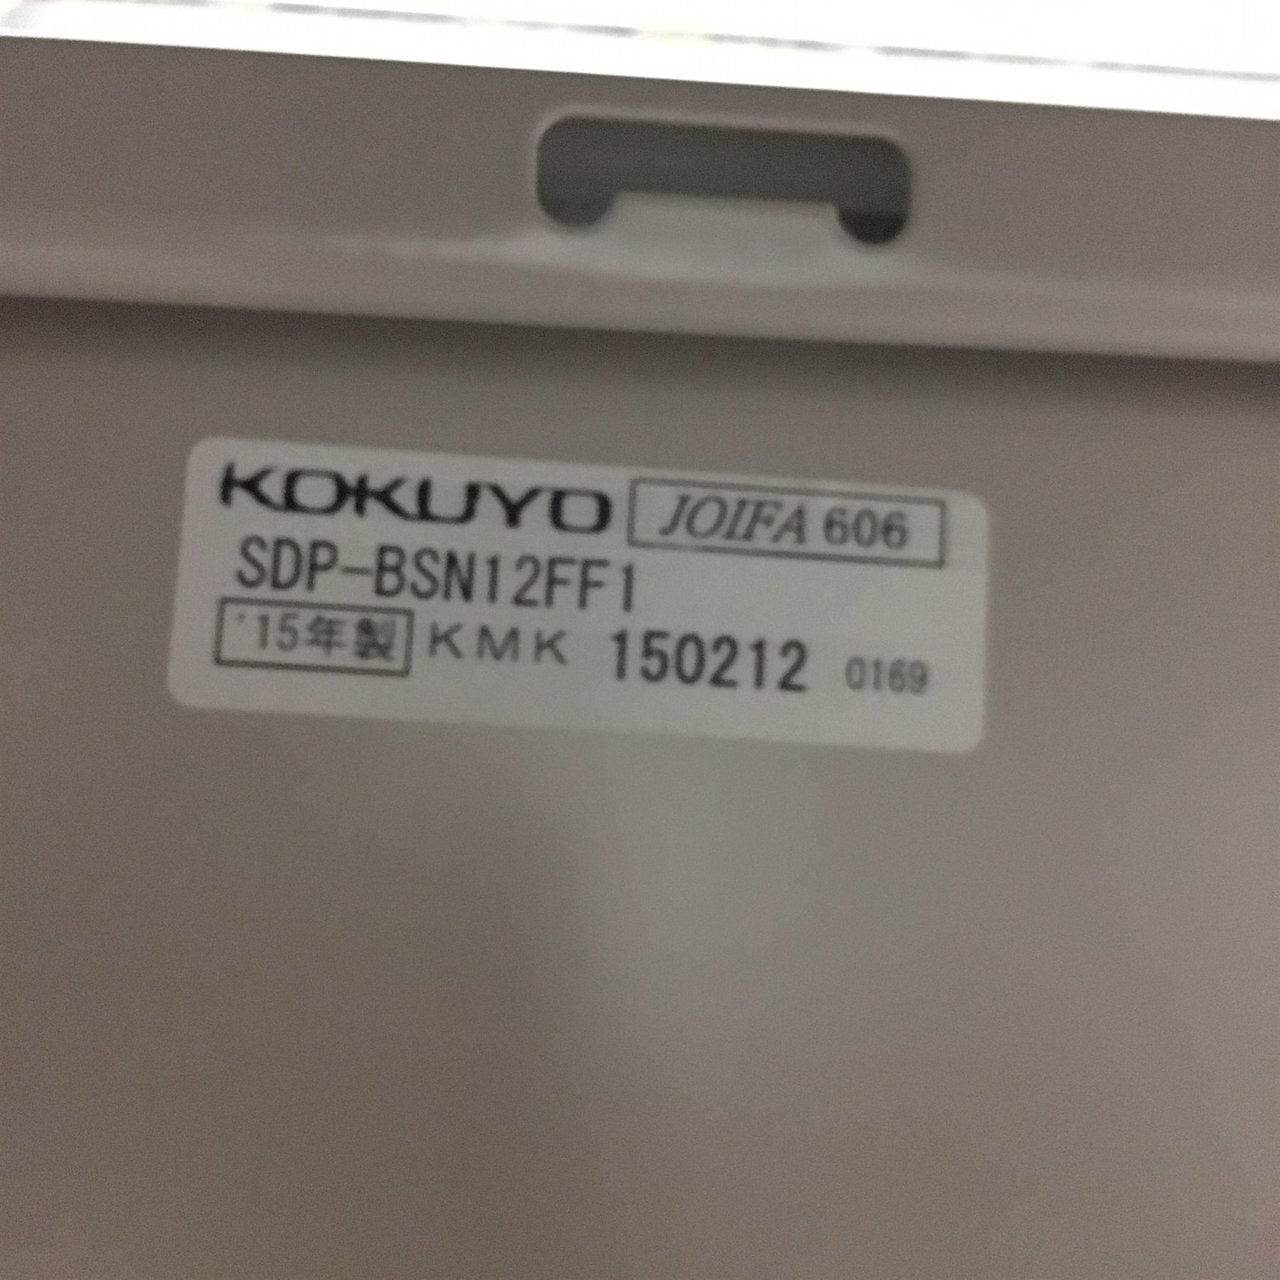 KOKUYO JOIFA 606
SDP-BSN12FF1
'15年製 KMK 150212 0169